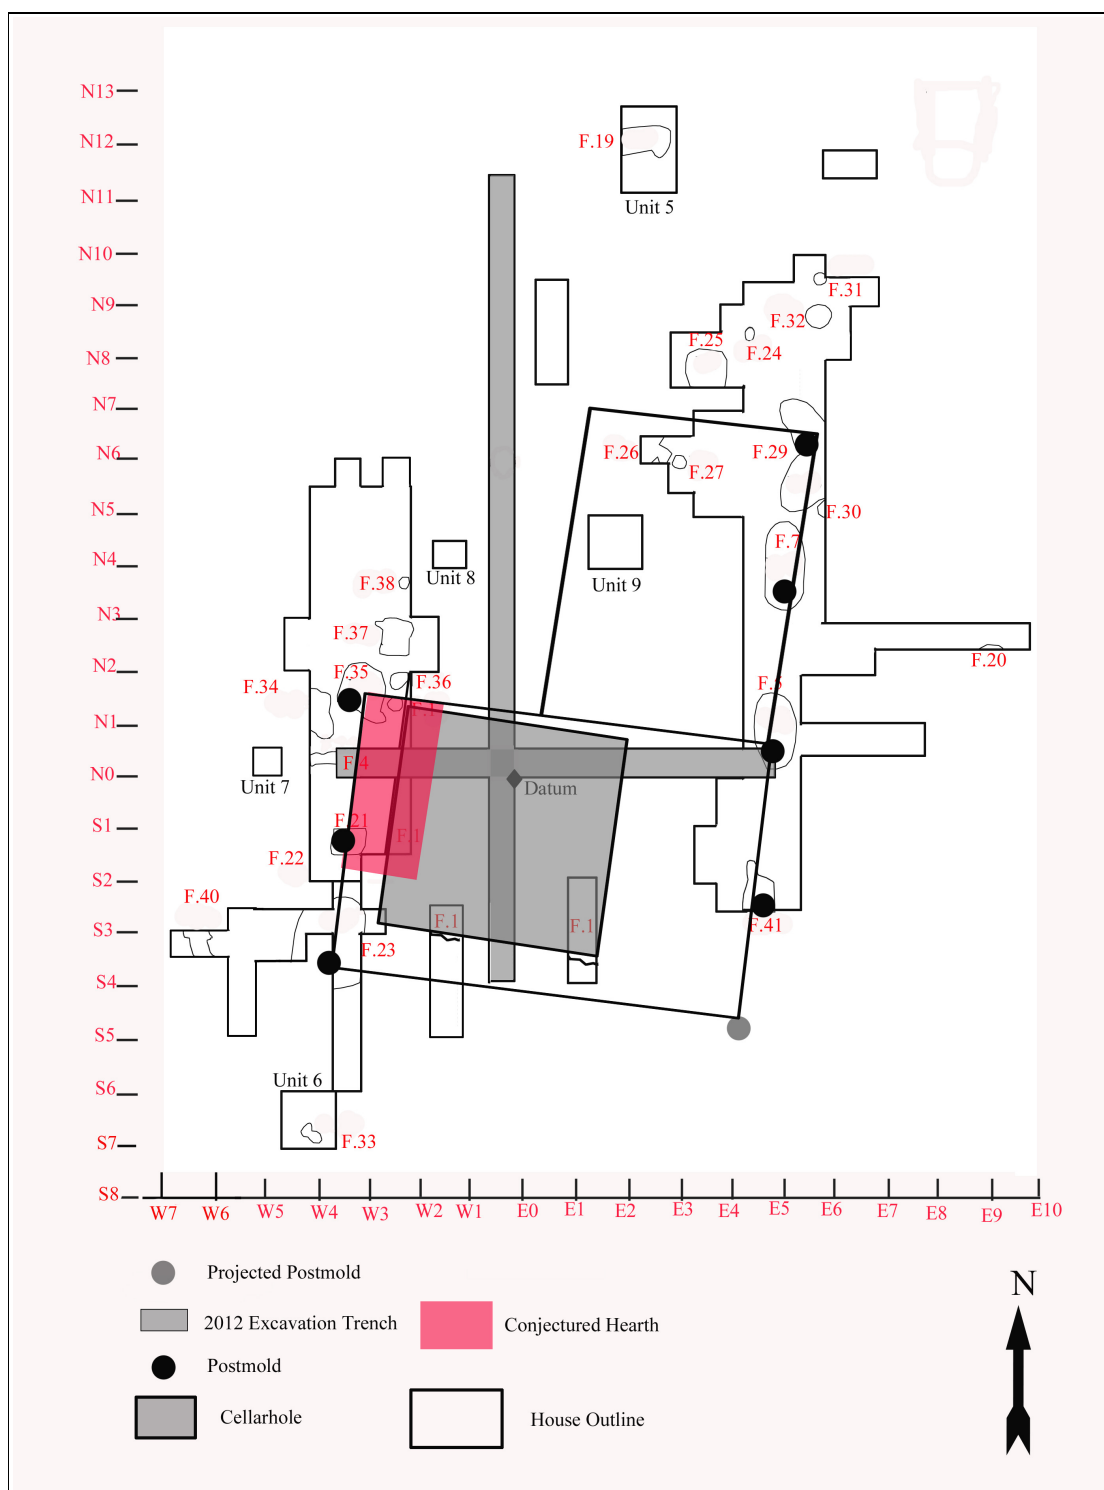 N13
N12
F.19
N11
Unit 5
N10
F.31
N9
F.32
F.25
F.24
N8
N7
F.26
F.29
N6
F.27
N5
F.30
F.7
N4
Unit 8
Unit 9
F.38
N3
F.37
F.20
N2
F.35
F.36
F.34
N1
F.4
N0
Unit 7
Datum
F.21
S1
F.1
F.22
S2
F.40
F.1
F.1
F.41
S3
F.23
S4
S5
Unit 6
S6
F.33
S7
S8
W7 W6 W5 W4 W3 W2 W1 E0 E1 E2 E3 E4 E5 E6 E7 E8 E9 E10
Projected Postmold
N
2012 Excavation Trench
Conjectured Hearth
Postmold
Cellarhole
House Outline